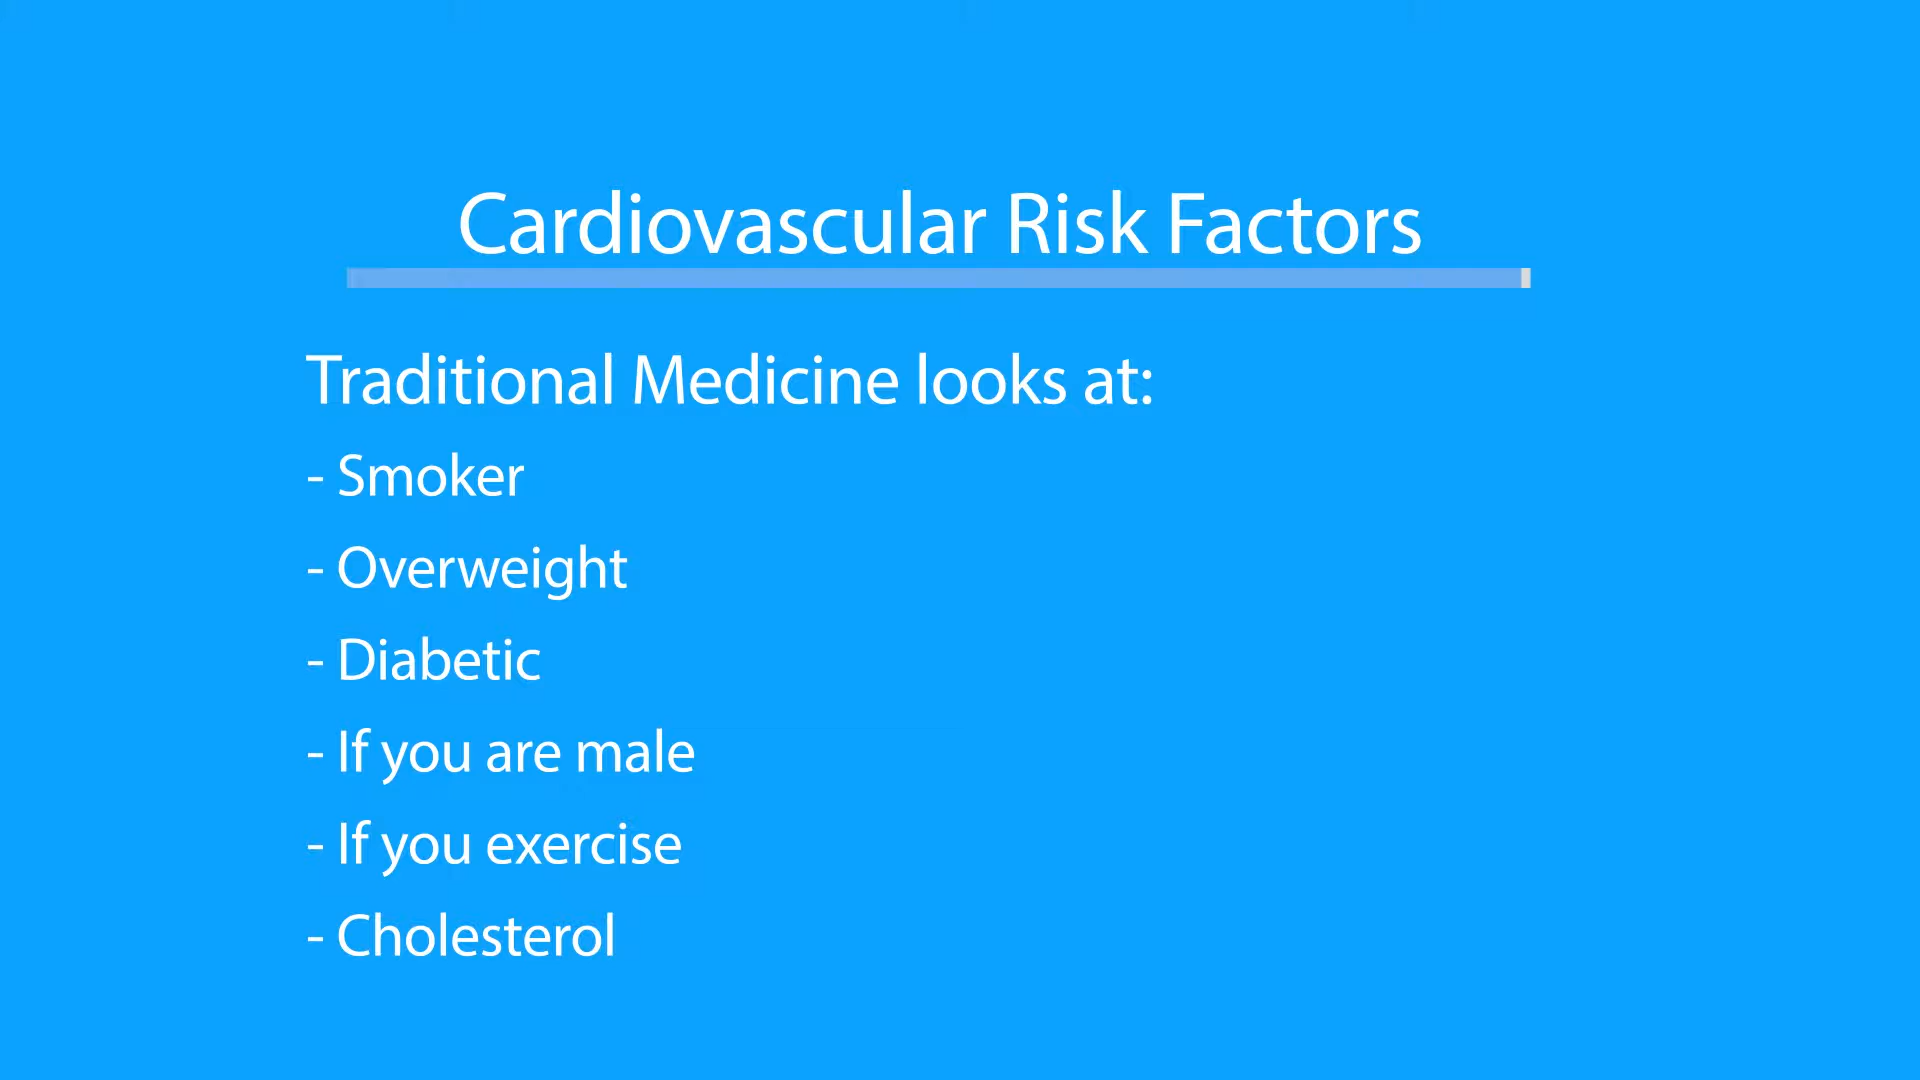 Cardiovascular Risk Factors
Traditional Medicine looks at:
- Smoker
- Overweight
- Diabetic
- If you are male
- If you exercise
- Cholesterol